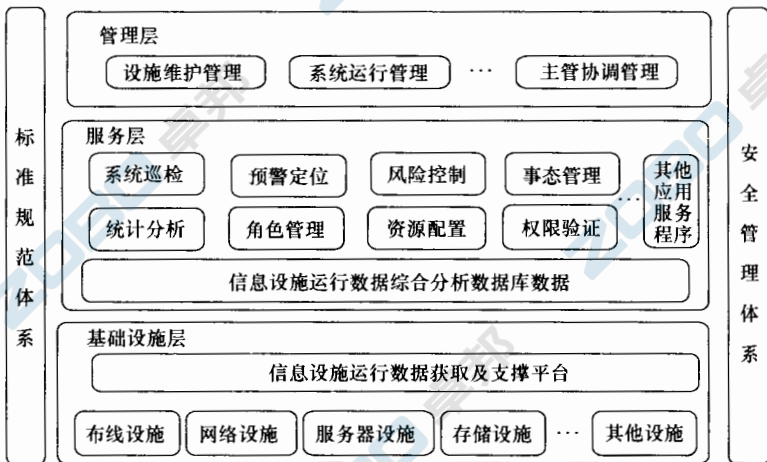 标准规范体系
管理层
设施维护管理 系统运行管理 … 主管协调管理
服务层
系统巡检 预警定位 风险控制 事态管理
统计分析 角色管理 资源配置 权限验证 … 其他应用服务程序
信息设施运行数据综合分析数据库数据
基础设施层
信息设施运行数据获取及支撑平台
布线设施 网络设施 服务器设施 存储设施 … 其他设施
安全管理体系
ZOBO 卓邦